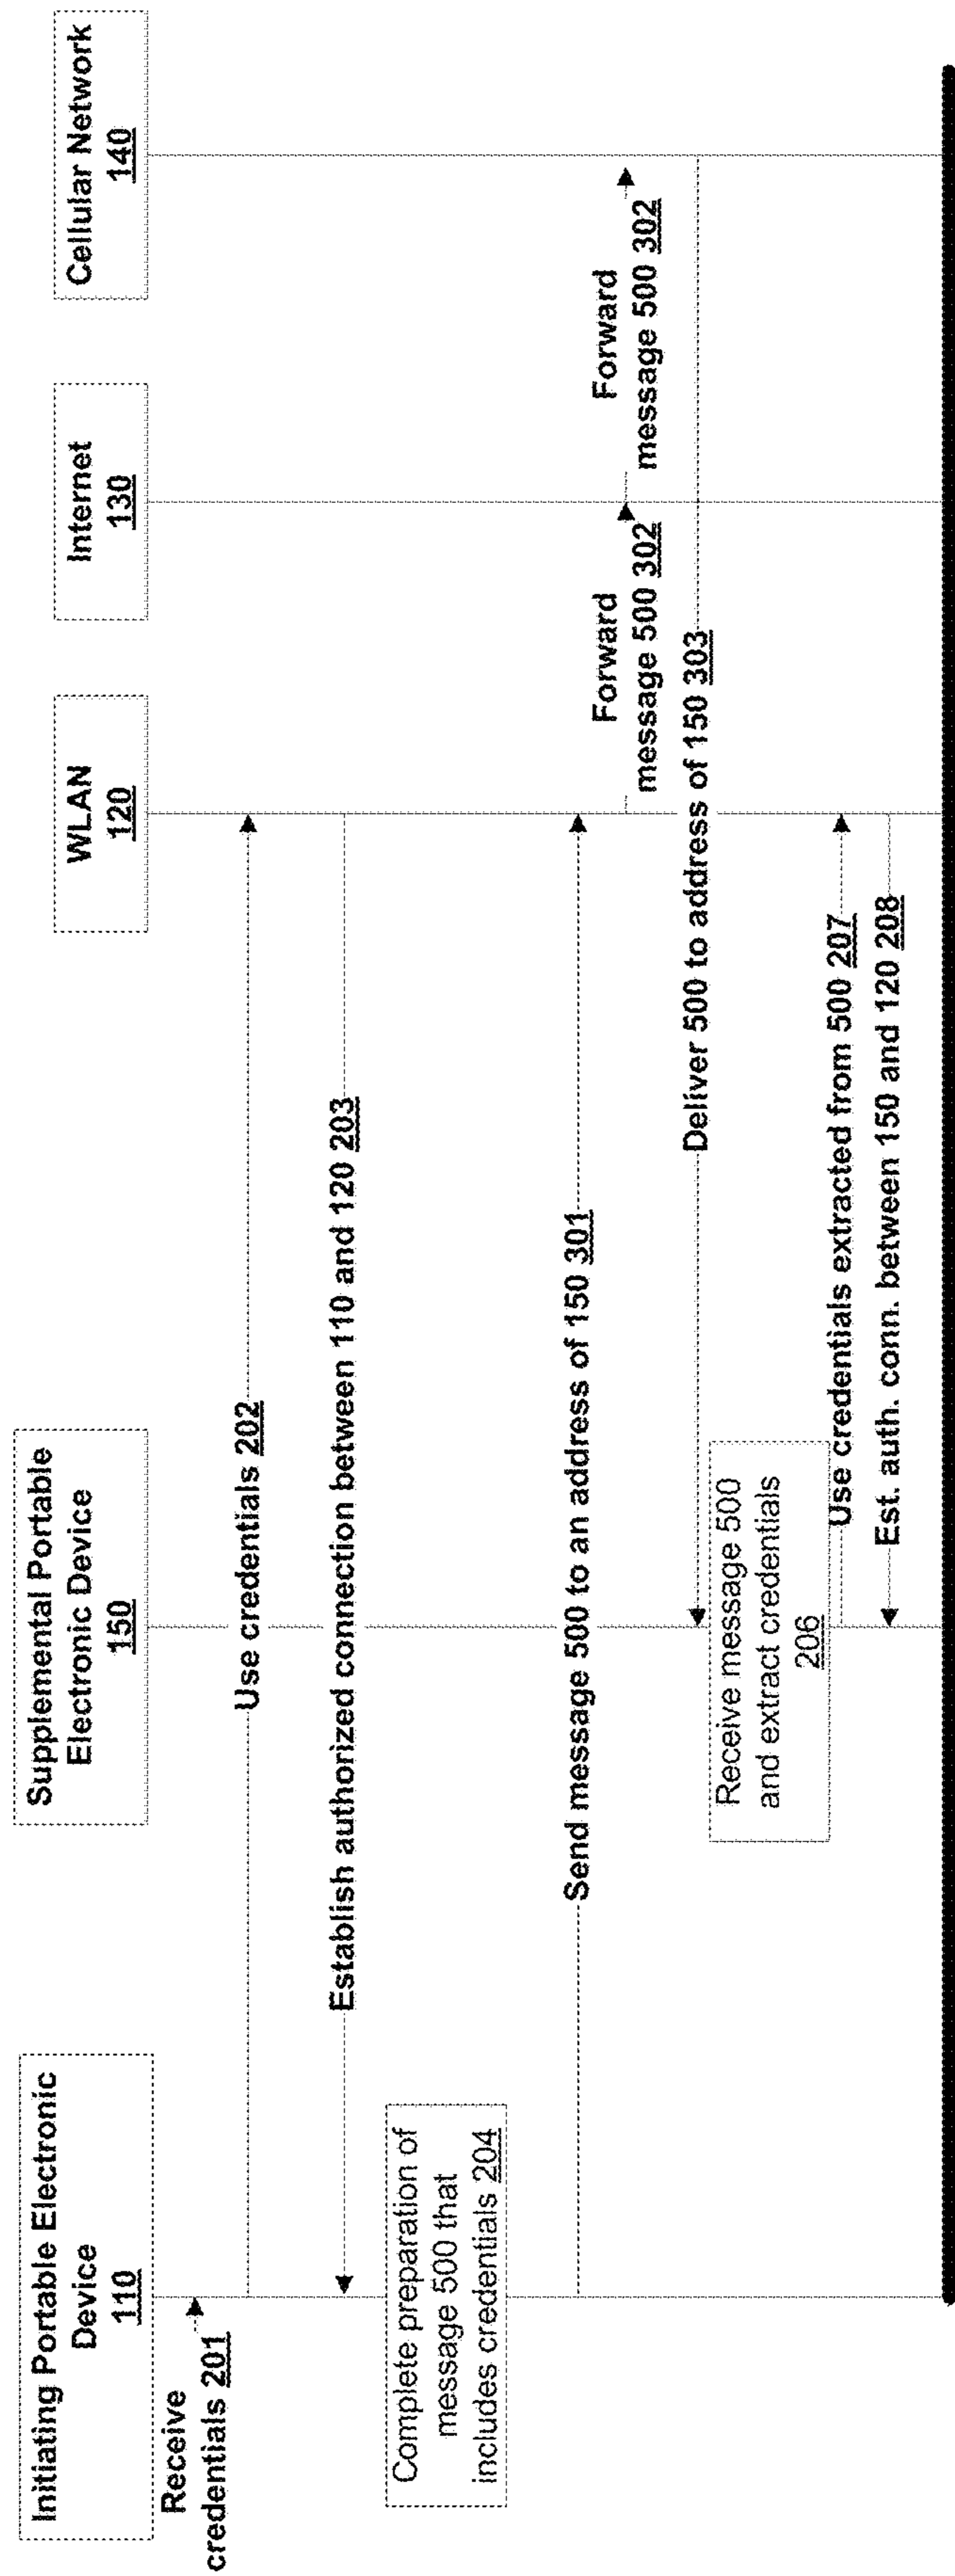 Initiating Portable Electronic
Device
110
Supplemental Portable
Electronic Device
150
WLAN
120
Internet
130
Cellular Network
140
Receive
credentials 201
Use credentials 202
Establish authorized connection between 110 and 120 203
Complete preparation of
message 500 that
includes credentials 204
Send message 500 to an address of 150 301
Forward
message 500 302
Forward
message 500 302
Deliver 500 to address of 150 303
Receive message 500
and extract credentials
206
Use credentials extracted from 500 207
Est. auth. conn. between 150 and 120 208